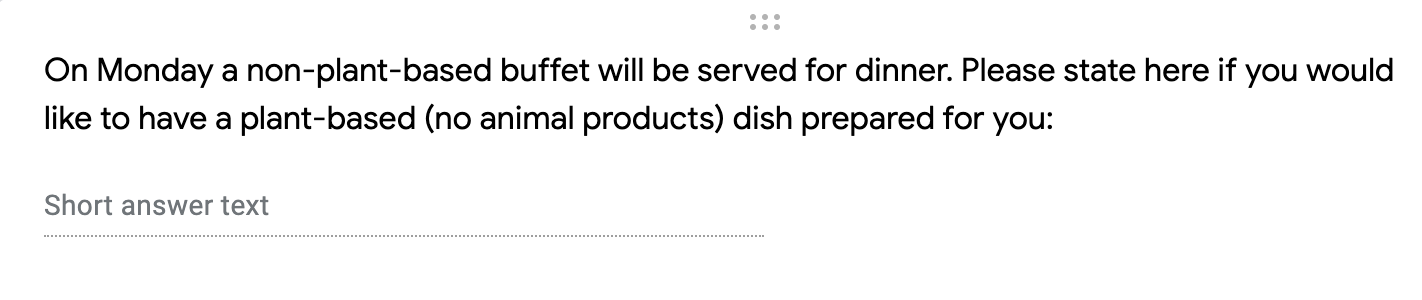 On Monday a non-plant-based buffet will be served for dinner. Please state here if you would
like to have a plant-based (no animal products) dish prepared for you:
Short answer text